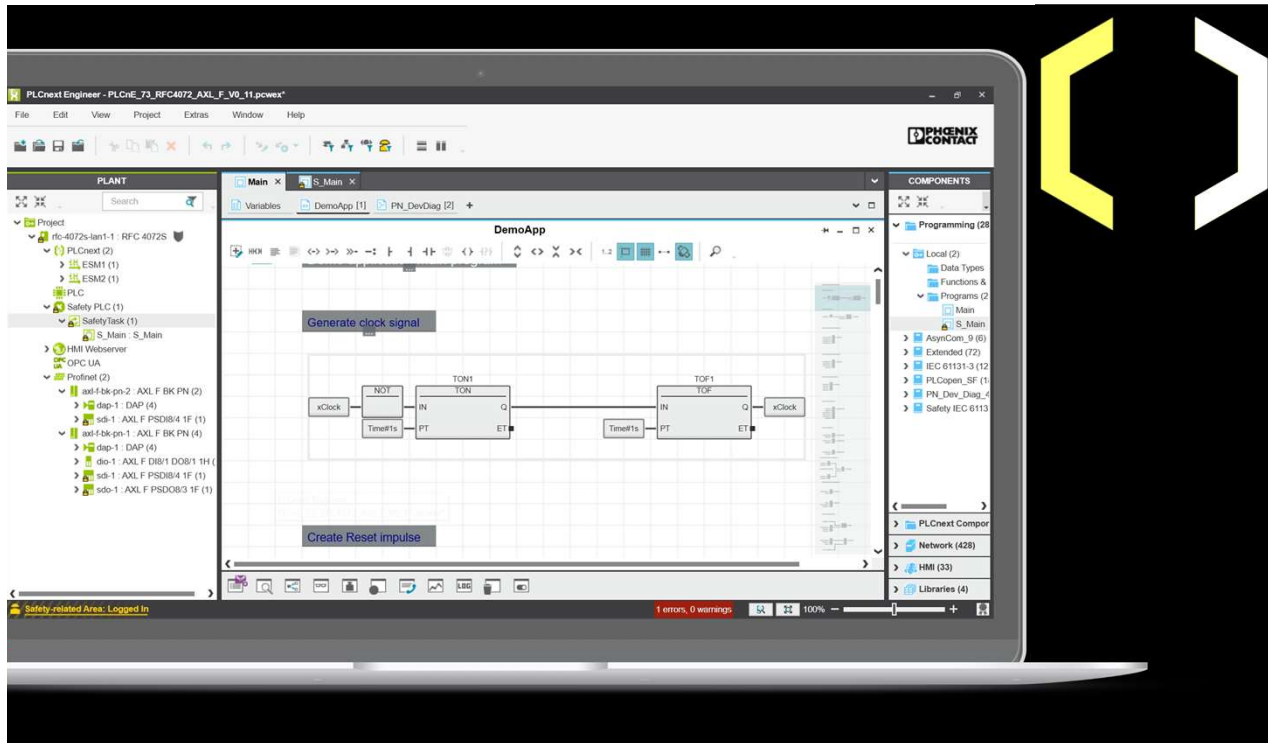 PLCnext Engineer - PLCnE_73_RFC4072_AXL_F_V0_11.pcwex*
File Edit View Project Extras Window Help
PHŒNIX
CONTACT
PLANT
Search
Project
rfc-4072s-lan1-1 : RFC 4072S
PLCnext (2)
ESM1 (1)
ESM2 (1)
PLC
Safety PLC (1)
SafetyTask (1)
S_Main : S_Main
HMI Webserver
OPC UA
Profinet (2)
axl-f-bk-pn-2 : AXL F BK PN (2)
dap-1 : DAP (4)
sdi-1 : AXL F PSDI8/4 1F (1)
axl-f-bk-pn-1 : AXL F BK PN (4)
dap-1 : DAP (4)
dio-1 : AXL F DI8/1 DO8/1 1H (
sdi-1 : AXL F PSDI8/4 1F (1)
sdo-1 : AXL F PSDO8/3 1F (1)
Main S_Main
Variables DemoApp [1] PN_DevDiag [2]
DemoApp
Generate clock signal
TON1
NOT TON
xClock IN Q
Time#1s PT ET
TOF1
TOF
IN Q xClock
Time#1s PT ET
Create Reset impulse
LOG
COMPONENTS
Programming (28
Local (2)
Data Types
Functions &
Programs (2
Main
S_Main
AsynCom_9 (6)
Extended (72)
IEC 61131-3 (12
PLCopen_SF (1
PN_Dev_Diag_4
Safety IEC 6113
PLCnext Compor
Network (428)
HMI (33)
Libraries (4)
Safety-related Area: Logged In
1 errors, 0 warnings 100%